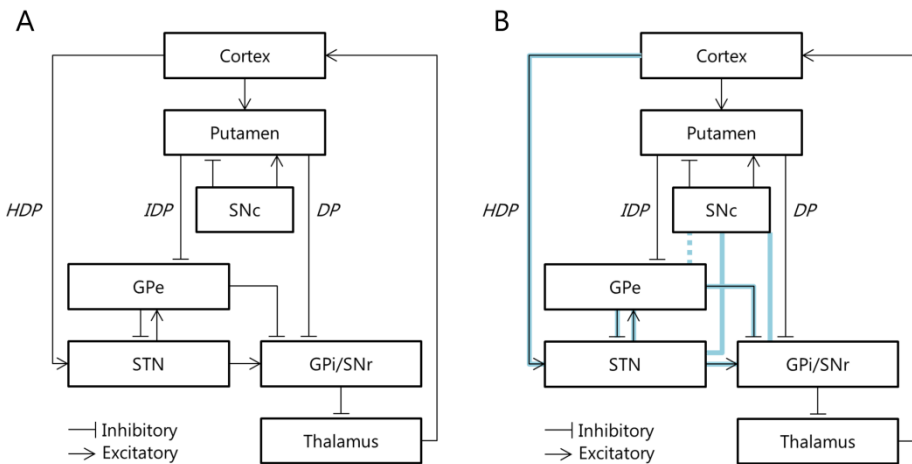 A
Cortex
Putamen
HDP
IDP
SNc
DP
GPe
STN
GPi/SNr
Inhibitory
Excitatory
Thalamus
B
Cortex
Putamen
HDP
IDP
SNc
DP
GPe
STN
GPi/SNr
Inhibitory
Excitatory
Thalamus